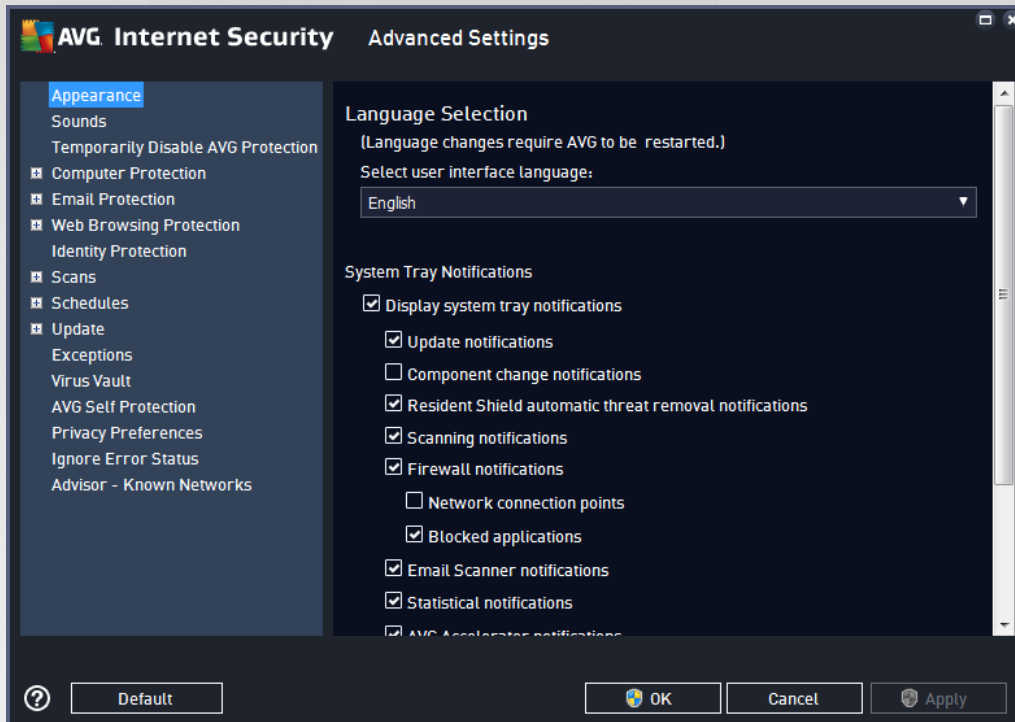 AVG. Internet Security Advanced Settings
Appearance
Sounds
Temporarily Disable AVG Protection
Computer Protection
Email Protection
Web Browsing Protection
Identity Protection
Scans
Schedules
Update
Exceptions
Virus Vault
AVG Self Protection
Privacy Preferences
Ignore Error Status
Advisor - Known Networks
Language Selection
(Language changes require AVG to be restarted.)
Select user interface language:
English
System Tray Notifications
Display system tray notifications
Update notifications
Component change notifications
Resident Shield automatic threat removal notifications
Scanning notifications
Firewall notifications
Network connection points
Blocked applications
Email Scanner notifications
Statistical notifications
AVG Accelerator notifications
? Default OK Cancel Apply